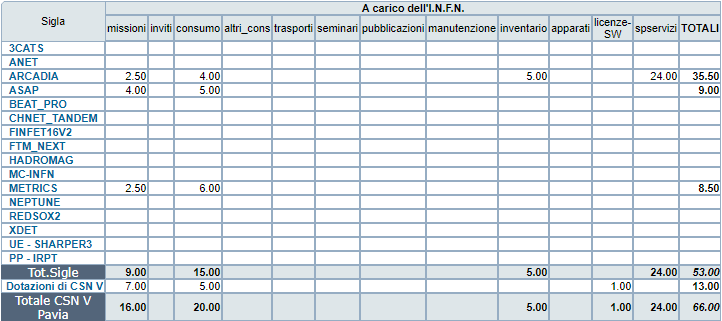 Sigla
A carico dell'I.N.F.N.
missioni inviti consumo altri_cons trasporti seminari pubblicazioni manutenzione inventario apparati licenze-SW spservizi TOTALI
3CATS
ANET
ARCADIA 2.50 4.00 5.00 24.00 35.50
ASAP 4.00 5.00 9.00
BEAT_PRO
CHNET_TANDEM
FINFET16V2
FTM_NEXT
HADROMAG
MC-INFN
METRICS 2.50 6.00 8.50
NEPTUNE
REDSOX2
XDET
UE - SHARPER3
PP - IRPT
Tot.Sigle 9.00 15.00 5.00 24.00 53.00
Dotazioni di CSN V 7.00 5.00 1.00 13.00
Totale CSN V Pavia 16.00 20.00 5.00 1.00 24.00 66.00